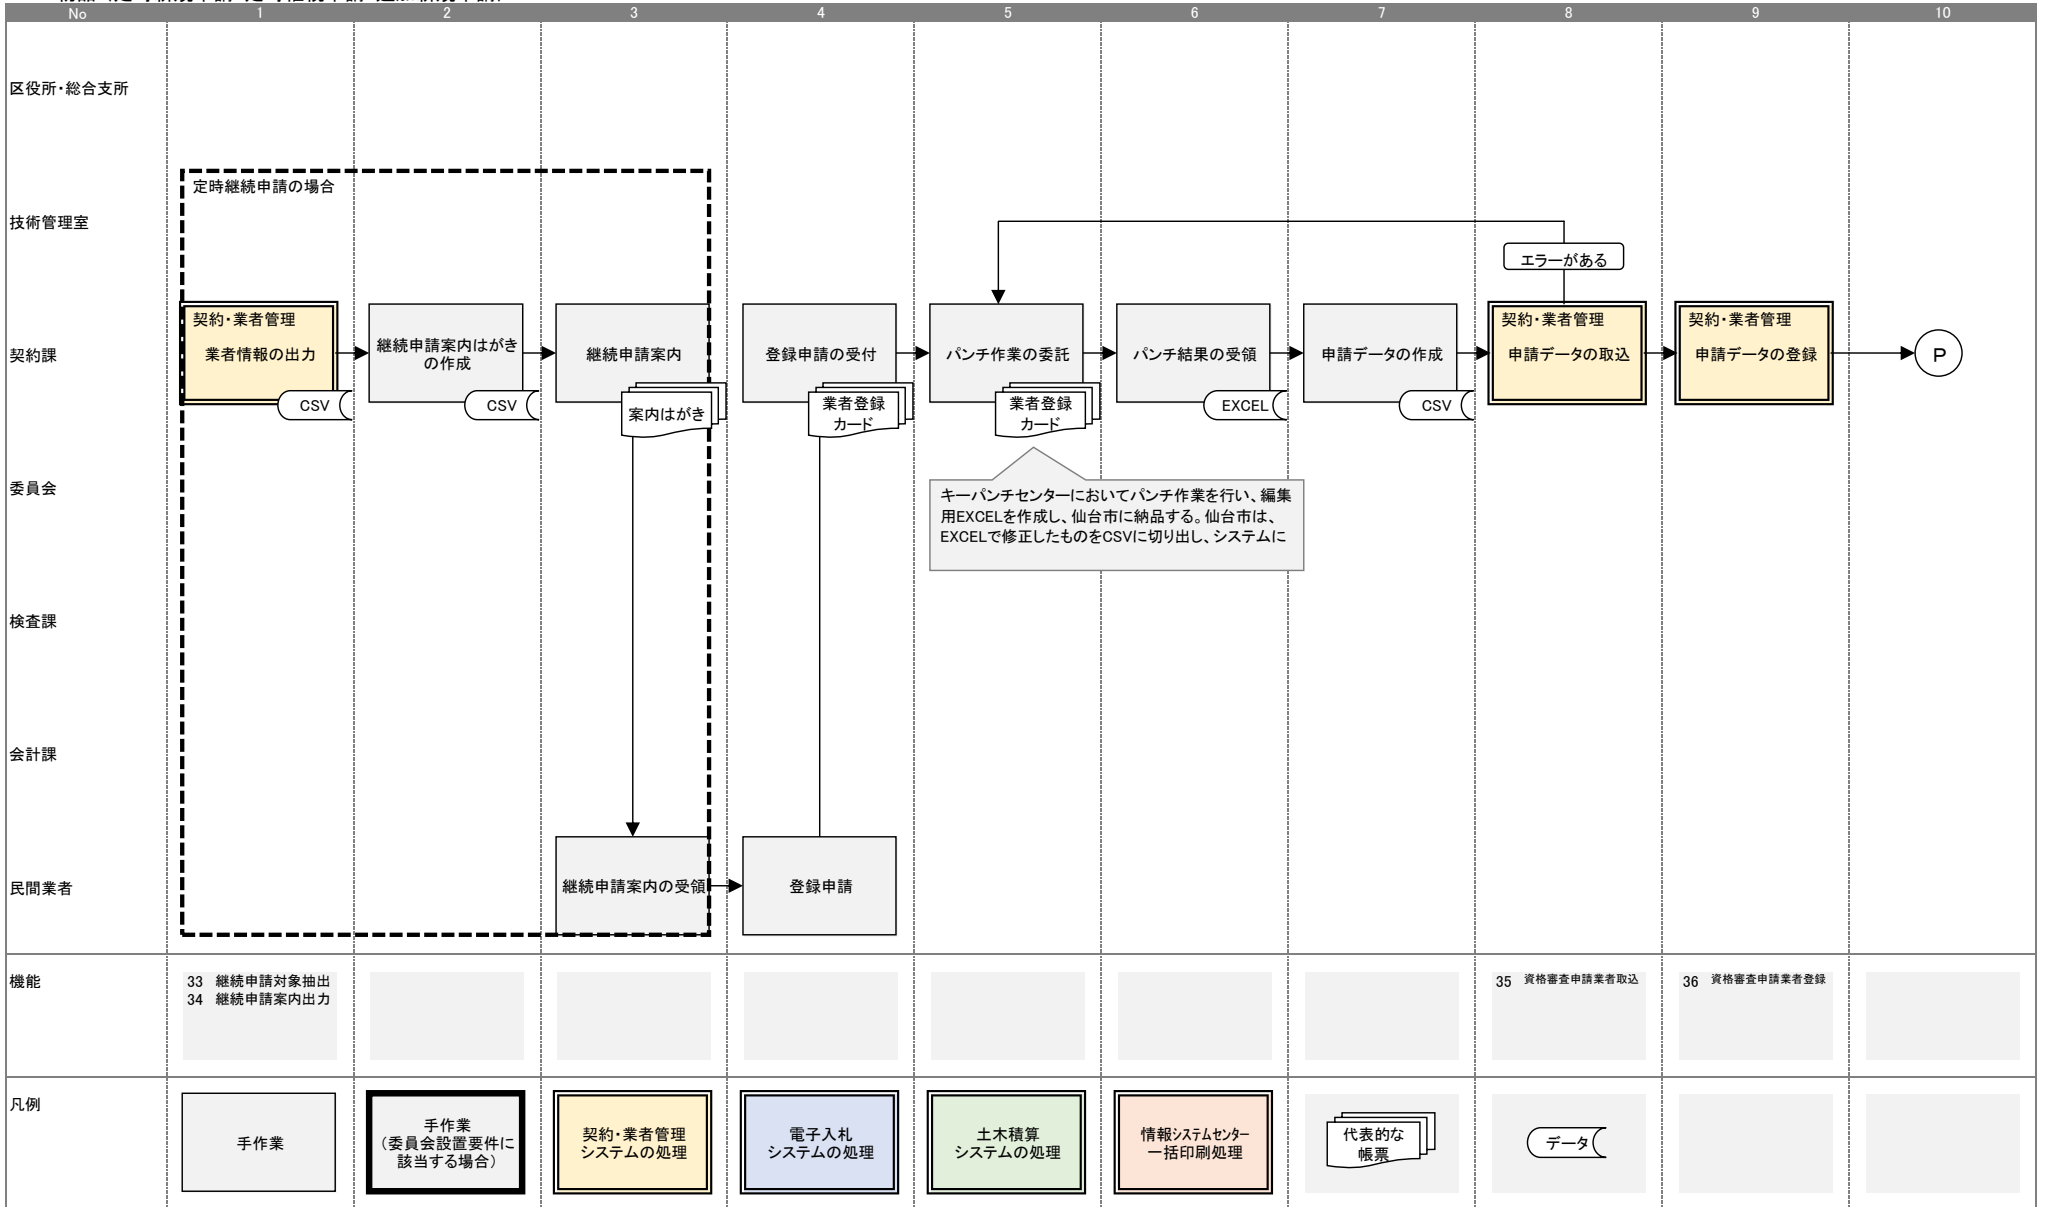 No 1 2 3 4 5 6 7 8 9 10
区役所・総合支所
定時継続申請の場合
技術管理室
エラーがある
契約課
契約・業者管理
業者情報の出力
CSV
継続申請案内はがき
の作成
CSV
継続申請案内
案内はがき
登録申請の受付
業者登録
カード
パンチ作業の委託
業者登録
カード
パンチ結果の受領
EXCEL
申請データの作成
CSV
契約・業者管理
申請データの取込
契約・業者管理
申請データの登録
P
委員会
キーパンチセンターにおいてパンチ作業を行い、編集
用EXCELを作成し、仙台市に納品する。仙台市は、
EXCELで修正したものをCSVに切り出し、システムに
検査課
会計課
民間業者
継続申請案内の受領
登録申請
機能
33 継続申請対象抽出
34 継続申請案内出力
35 資格審査申請業者取込
36 資格審査申請業者登録
凡例
手作業
手作業
（委員会設置要件に
該当する場合）
契約・業者管理
システムの処理
電子入札
システムの処理
土木積算
システムの処理
情報システムセンター
一括印刷処理
代表的な
帳票
データ